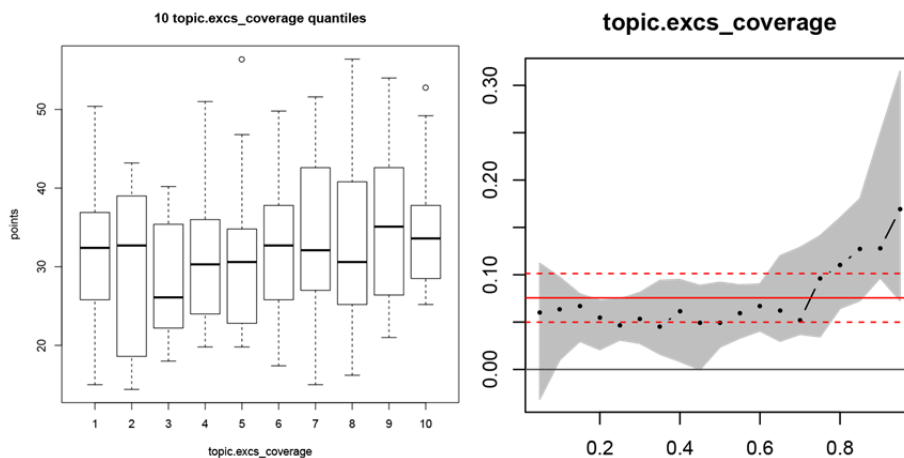 10 topic.excs_coverage quantiles
points
50
40
30
20
1 2 3 4 5 6 7 8 9 10
topic.excs_coverage
topic.excs_coverage
0.30
0.20
0.10
0.00
0.2 0.4 0.6 0.8